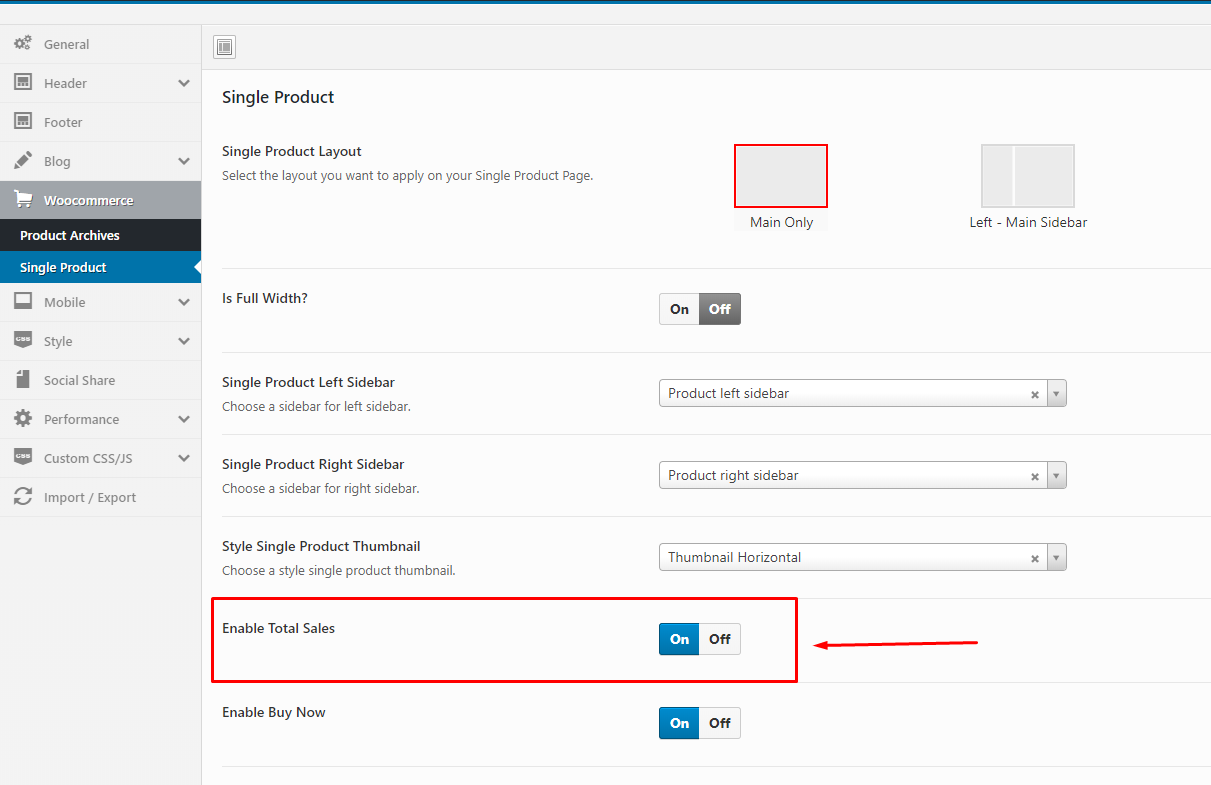 General
Header
Footer
Blog
Woocommerce
Product Archives
Single Product
Mobile
CSS
Style
Social Share
Performance
CSS
Custom CSS/JS
Import / Export
Single Product
Single Product Layout
Select the layout you want to apply on your Single Product Page.
Main Only
Left - Main Sidebar
Is Full Width?
On Off
Single Product Left Sidebar
Choose a sidebar for left sidebar.
Product left sidebar
Single Product Right Sidebar
Choose a sidebar for right sidebar.
Product right sidebar
Style Single Product Thumbnail
Choose a style single product thumbnail.
Thumbnail Horizontal
Enable Total Sales
On Off
Enable Buy Now
On Off